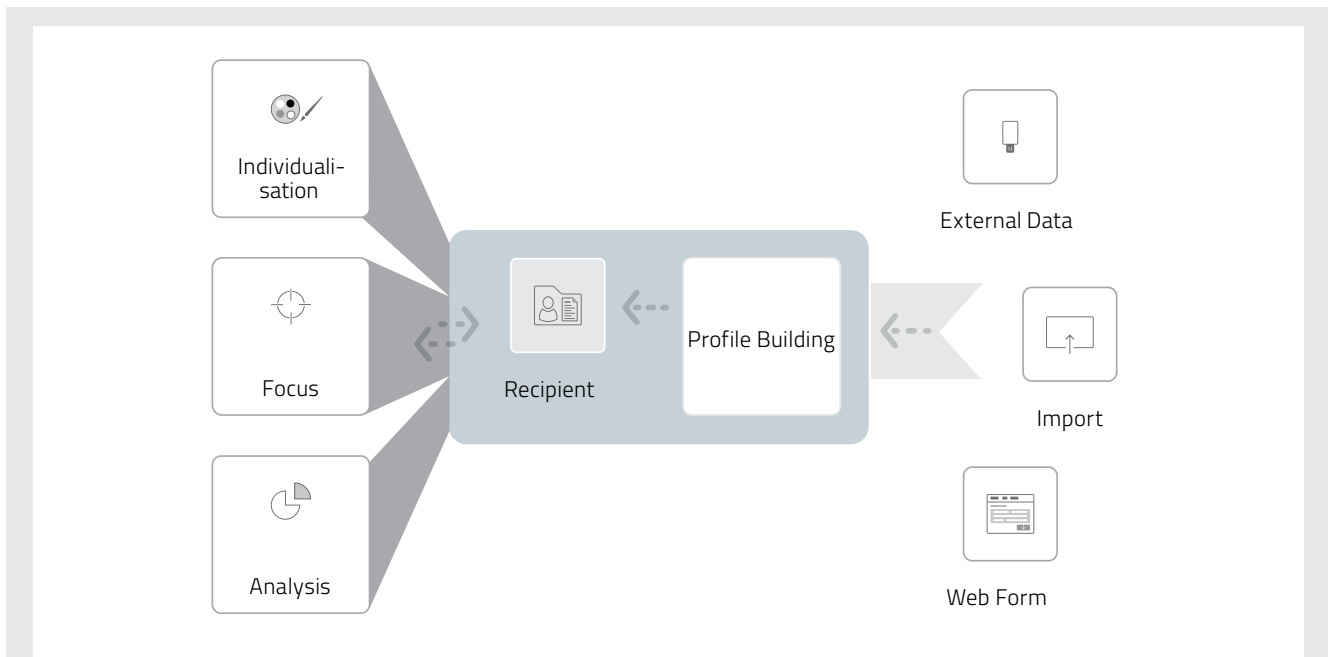 Individuali-
sation
External Data
Focus
Recipient
Profile Building
Import
Analysis
Web Form